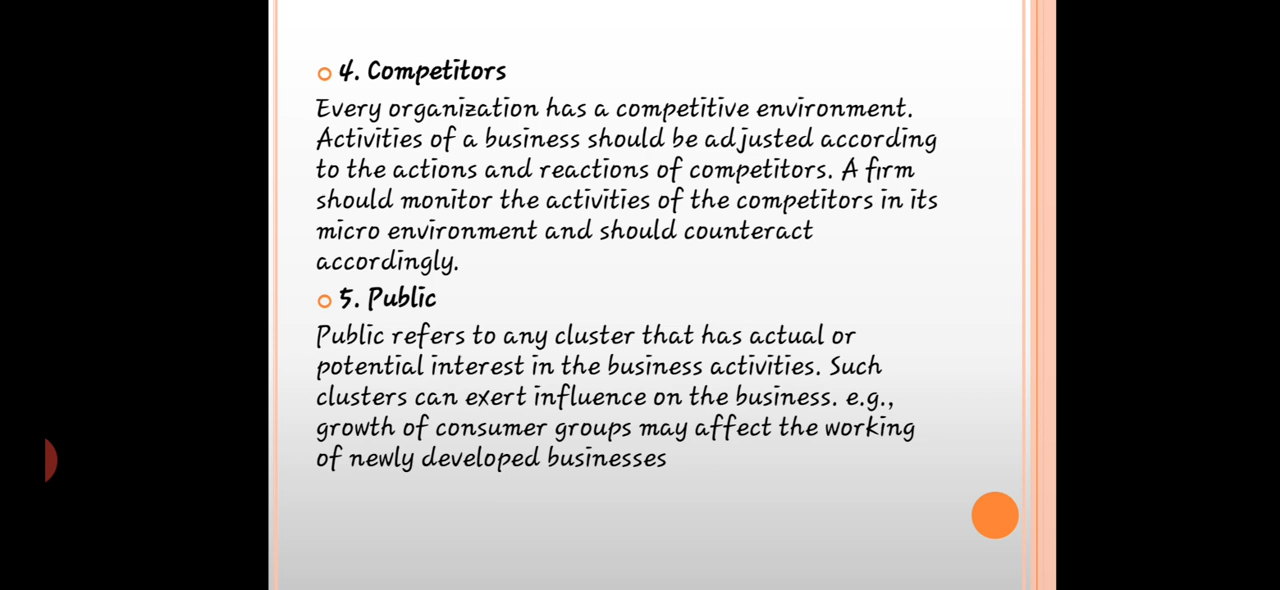 4. Competitors
Every organization has a competitive environment.
Activities of a business should be adjusted according
to the actions and reactions of competitors. A firm
should monitor the activities of the competitors in its
micro environment and should counteract
accordingly.
5. Public
Public refers to any cluster that has actual or
potential interest in the business activities. Such
clusters can exert influence on the business. e.g.,
growth of consumer groups may affect the working
of newly developed businesses